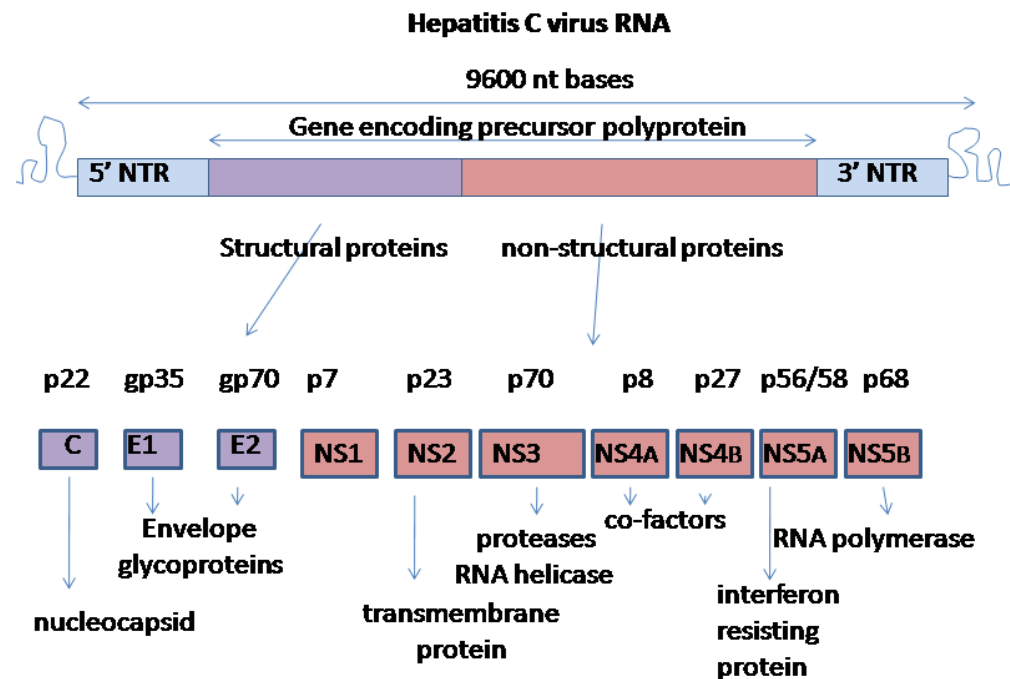 Hepatitis C virus RNA
9600 nt bases
Gene encoding precursor polyprotein
5' NTR
3' NTR
Structural proteins
non-structural proteins
p22 gp35 gp70 p7 p23 p70 p8 p27 p56/58 p68
C E1 E2 NS1 NS2 NS3 NS4A NS4B NS5A NS5B
Envelope
glycoproteins
nucleocapsid
transmembrane
protein
proteases
RNA helicase
co-factors
interferon
resisting
protein
RNA polymerase